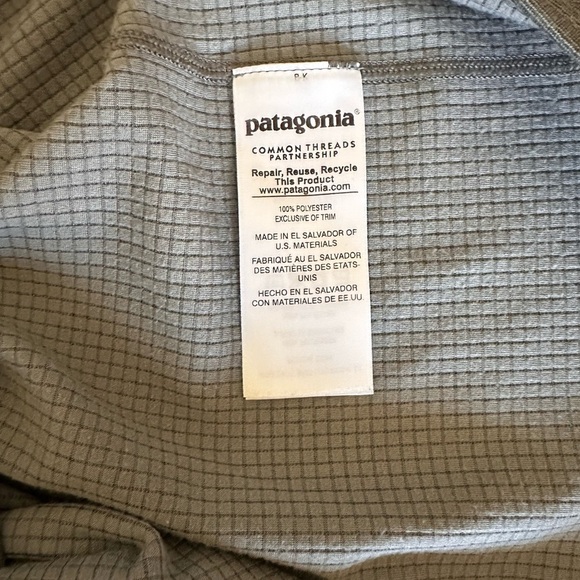 P.K
patagonia®
COMMON THREADS
PARTNERSHIP
Repair, Reuse, Recycle
This Product
www.patagonia.com
100% POLYESTER
EXCLUSIVE OF TRIM
MADE IN EL SALVADOR OF
U.S. MATERIALS
FABRIQUÉ AU EL SALVADOR
DES MATIÈRES DES ETATS-
UNIS
HECHO EN EL SALVADOR
CON MATERIALES DE EE.UU.